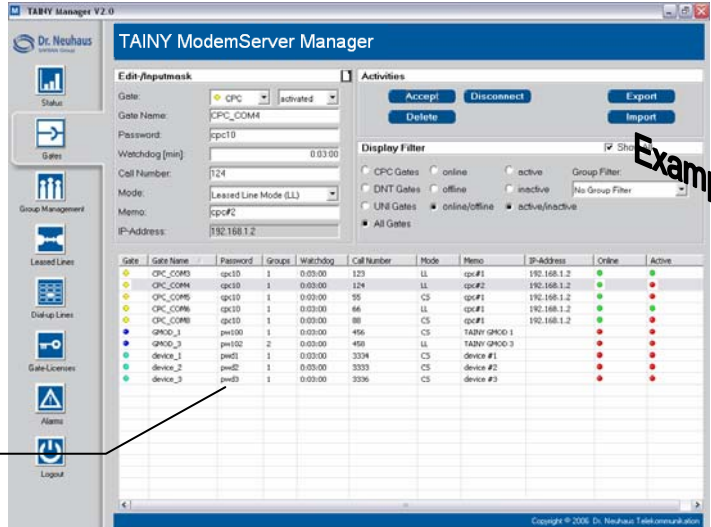 TAINY Manager V2.0
Dr. Neuhaus
TAINY ModemServer Manager
Status
Gates
Group Management
Leased Lines
Dial-up Lines
Gate-Licenses
Alarms
Logout
Edit-/Inputmask
Gate: CPC activated
Gate Name: CPC_COM4
Password: cpc10
Watchdog [min]: 0:03:00
Call Number: 124
Mode: Leased Line Mode (LL)
Memo: cpc#2
IP-Address: 192.168.1.2
Activities
Accept Disconnect Export
Delete Import
Display Filter Sho
CPC Gates online active Group Filter:
DNT Gates offline inactive No Group Filter
UNI Gates online/offline active/inactive
All Gates
Examp
Gate Gate Name Password Groups Watchdog Call Number Mode Memo IP-Address Online Active
CPC_COM3 cpc10 1 0:03:00 123 LL cpc#1 192.168.1.2
CPC_COM4 cpc10 1 0:03:00 124 LL cpc#2 192.168.1.2
CPC_COM5 cpc10 1 0:03:00 55 CS cpc#1 192.168.1.2
CPC_COM6 cpc10 1 0:03:00 66 LL cpc#1 192.168.1.2
CPC_COM8 cpc10 1 0:03:00 88 CS cpc#1 192.168.1.2
GMOD_1 pw100 1 0:03:00 456 CS TAINY GMOD 1
GMOD_3 pw102 2 0:03:00 458 LL TAINY GMOD 3
device_1 pwd1 1 0:03:00 3334 CS device #1
device_2 pwd2 1 0:03:00 3333 CS device #2
device_3 pwd3 1 0:03:00 3336 CS device #3
Copyright © 2006 Dr. Neuhaus Telekommunikation